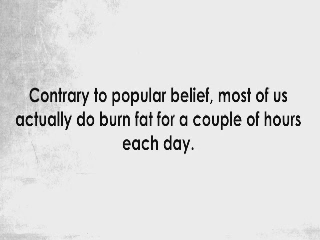 Contrary to popular belief, most of us
actually do burn fat for a couple of hours
each day.